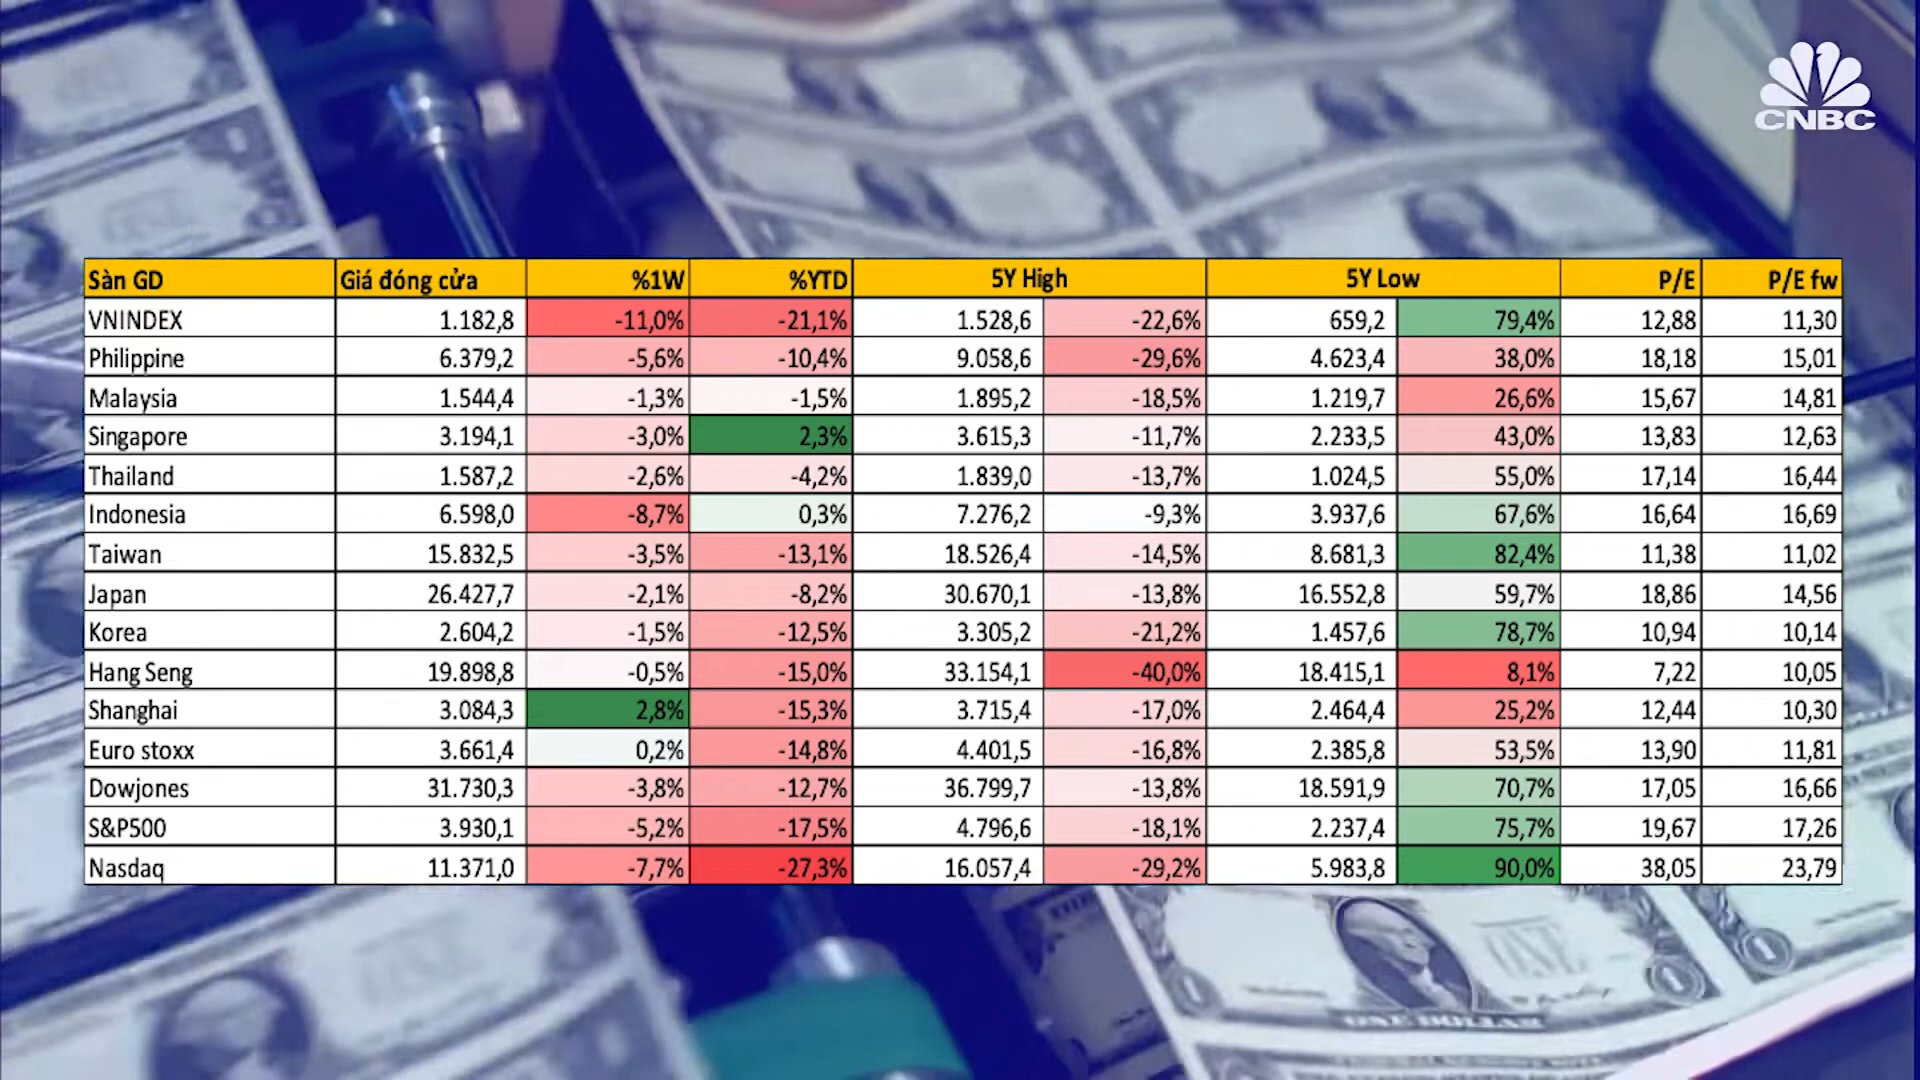 CNBC
Sàn GD Giá đóng cửa %1W %YTD 5Y High 5Y Low P/E P/E fw
VNINDEX 1.182,8 -11,0% -21,1% 1.528,6 -22,6% 659,2 79,4% 12,88 11,30
Philippine 6.379,2 -5,6% -10,4% 9.058,6 -29,6% 4.623,4 38,0% 18,18 15,01
Malaysia 1.544,4 -1,3% -1,5% 1.895,2 -18,5% 1.219,7 26,6% 15,67 14,81
Singapore 3.194,1 -3,0% 2,3% 3.615,3 -11,7% 2.233,5 43,0% 13,83 12,63
Thailand 1.587,2 -2,6% -4,2% 1.839,0 -13,7% 1.024,5 55,0% 17,14 16,44
Indonesia 6.598,0 -8,7% 0,3% 7.276,2 -9,3% 3.937,6 67,6% 16,64 16,69
Taiwan 15.832,5 -3,5% -13,1% 18.526,4 -14,5% 8.681,3 82,4% 11,38 11,02
Japan 26.427,7 -2,1% -8,2% 30.670,1 -13,8% 16.552,8 59,7% 18,86 14,56
Korea 2.604,2 -1,5% -12,5% 3.305,2 -21,2% 1.457,6 78,7% 10,94 10,14
Hang Seng 19.898,8 -0,5% -15,0% 33.154,1 -40,0% 18.415,1 8,1% 7,22 10,05
Shanghai 3.084,3 2,8% -15,3% 3.715,4 -17,0% 2.464,4 25,2% 12,44 10,30
Euro stoxx 3.661,4 0,2% -14,8% 4.401,5 -16,8% 2.385,8 53,5% 13,90 11,81
Dowjones 31.730,3 -3,8% -12,7% 36.799,7 -13,8% 18.591,9 70,7% 17,05 16,66
S&P500 3.930,1 -5,2% -17,5% 4.796,6 -18,1% 2.237,4 75,7% 19,67 17,26
Nasdaq 11.371,0 -7,7% -27,3% 16.057,4 -29,2% 5.983,8 90,0% 38,05 23,79
ONE DOLLAR